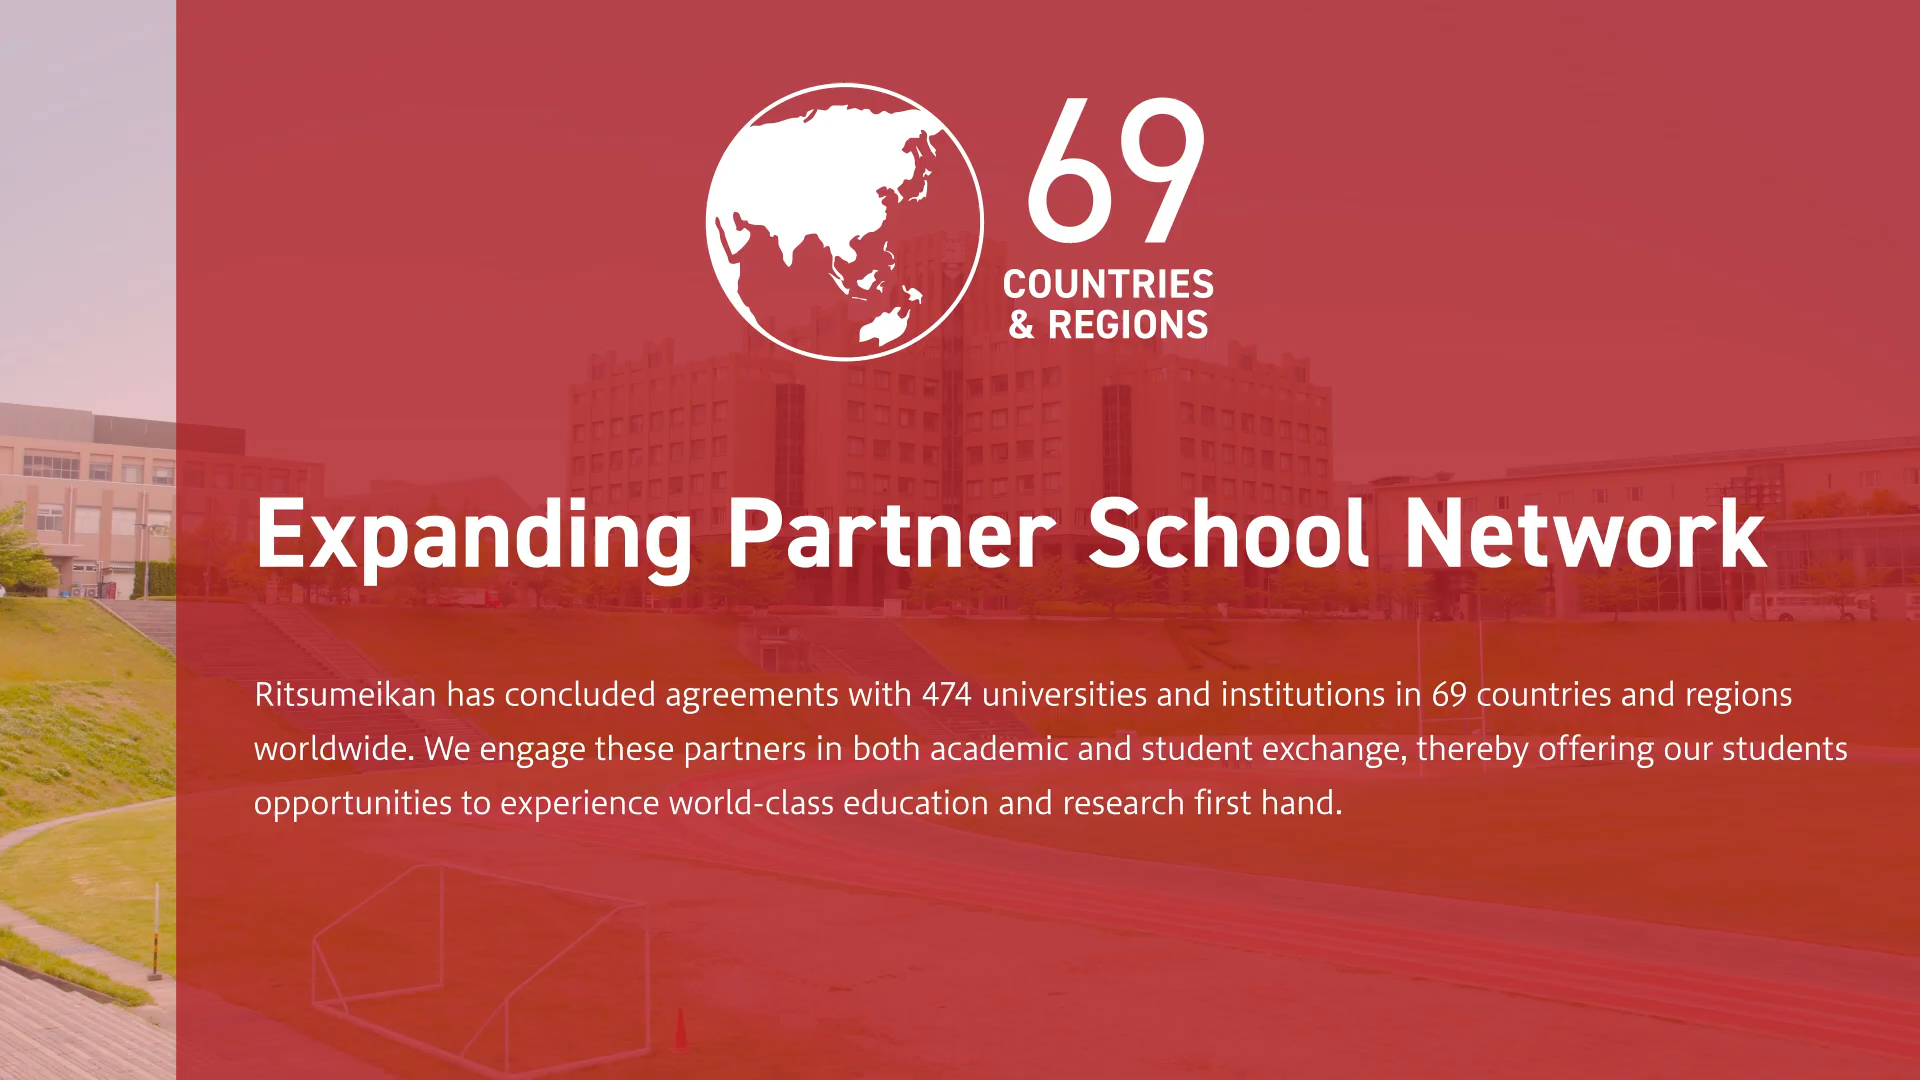 69
COUNTRIES
& REGIONS
Expanding Partner School Network
Ritsumeikan has concluded agreements with 474 universities and institutions in 69 countries and regions
worldwide. We engage these partners in both academic and student exchange, thereby offering our students
opportunities to experience world-class education and research first hand.